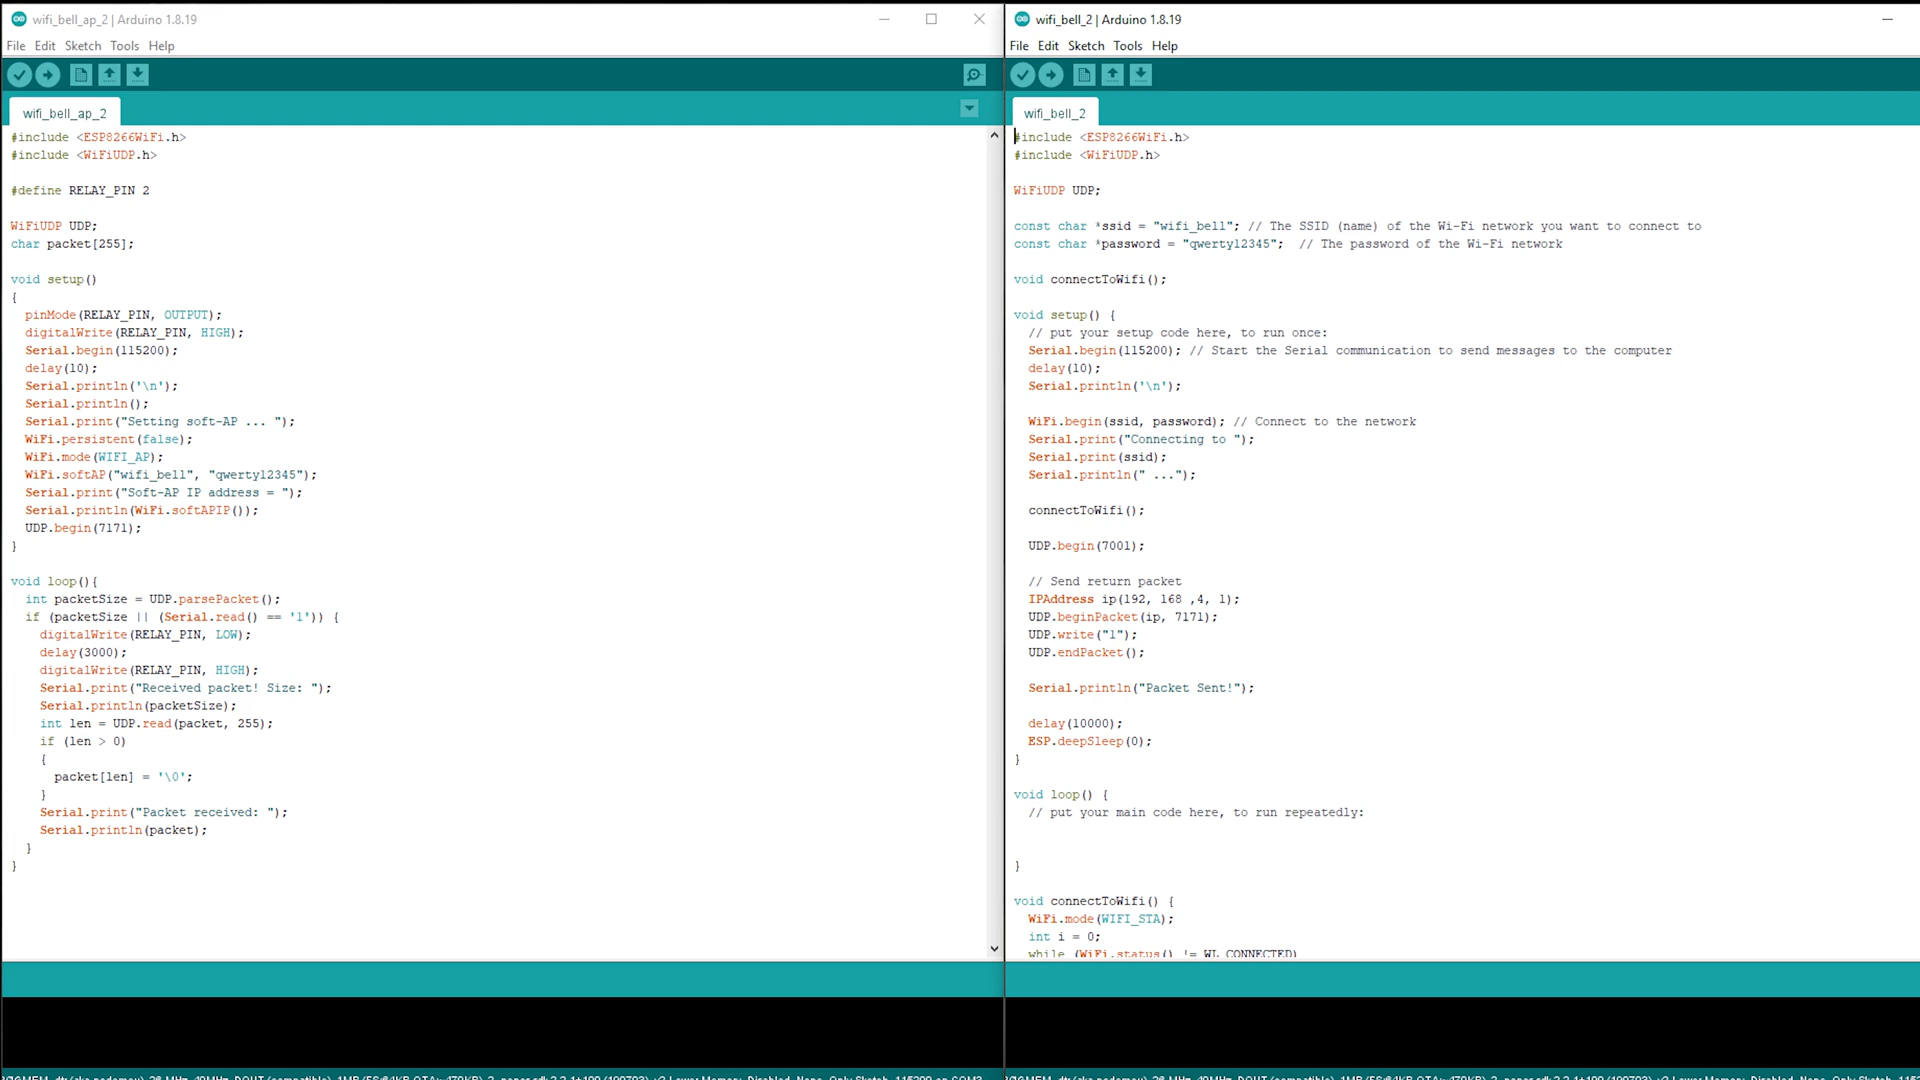 wifi_bell_ap_2 | Arduino 1.8.19
File Edit Sketch Tools Help
wifi_bell_ap_2
#include <ESP8266WiFi.h>
#include <WiFiUDP.h>
#define RELAY_PIN 2
WiFiUDP UDP;
char packet[255];
void setup()
{
pinMode(RELAY_PIN, OUTPUT);
digitalWrite(RELAY_PIN, HIGH);
Serial.begin(115200);
delay(10);
Serial.println('\n');
Serial.println();
Serial.print("Setting soft-AP ... ");
WiFi.persistent(false);
WiFi.mode(WIFI_AP);
WiFi.softAP("wifi_bell", "qwerty12345");
Serial.print("Soft-AP IP address = ");
Serial.println(WiFi.softAPIP());
UDP.begin(7171);
}
void loop(){
int packetSize = UDP.parsePacket();
if (packetSize || (Serial.read() == '1')) {
digitalWrite(RELAY_PIN, LOW);
delay(3000);
digitalWrite(RELAY_PIN, HIGH);
Serial.print("Received packet! Size: ");
Serial.println(packetSize);
int len = UDP.read(packet, 255);
if (len > 0)
{
packet[len] = '\0';
}
Serial.print("Packet received: ");
Serial.println(packet);
}
}
wifi_bell_2 | Arduino 1.8.19
File Edit Sketch Tools Help
wifi_bell_2
#include <ESP8266WiFi.h>
#include <WiFiUDP.h>
WiFiUDP UDP;
const char *ssid = "wifi_bell"; // The SSID (name) of the Wi-Fi network you want to connect to
const char *password = "qwerty12345"; // The password of the Wi-Fi network
void connectToWifi();
void setup() {
// put your setup code here, to run once:
Serial.begin(115200); // Start the Serial communication to send messages to the computer
delay(10);
Serial.println('\n');
WiFi.begin(ssid, password); // Connect to the network
Serial.print("Connecting to ");
Serial.print(ssid);
Serial.println(" ...");
connectToWifi();
UDP.begin(7001);
// Send return packet
IPAddress ip(192, 168 ,4, 1);
UDP.beginPacket(ip, 7171);
UDP.write("1");
UDP.endPacket();
Serial.println("Packet Sent!");
delay(10000);
ESP.deepSleep(0);
}
void loop() {
// put your main code here, to run repeatedly:
}
void connectToWifi() {
WiFi.mode(WIFI_STA);
int i = 0;
while (WiFi.status() != WL_CONNECTED)